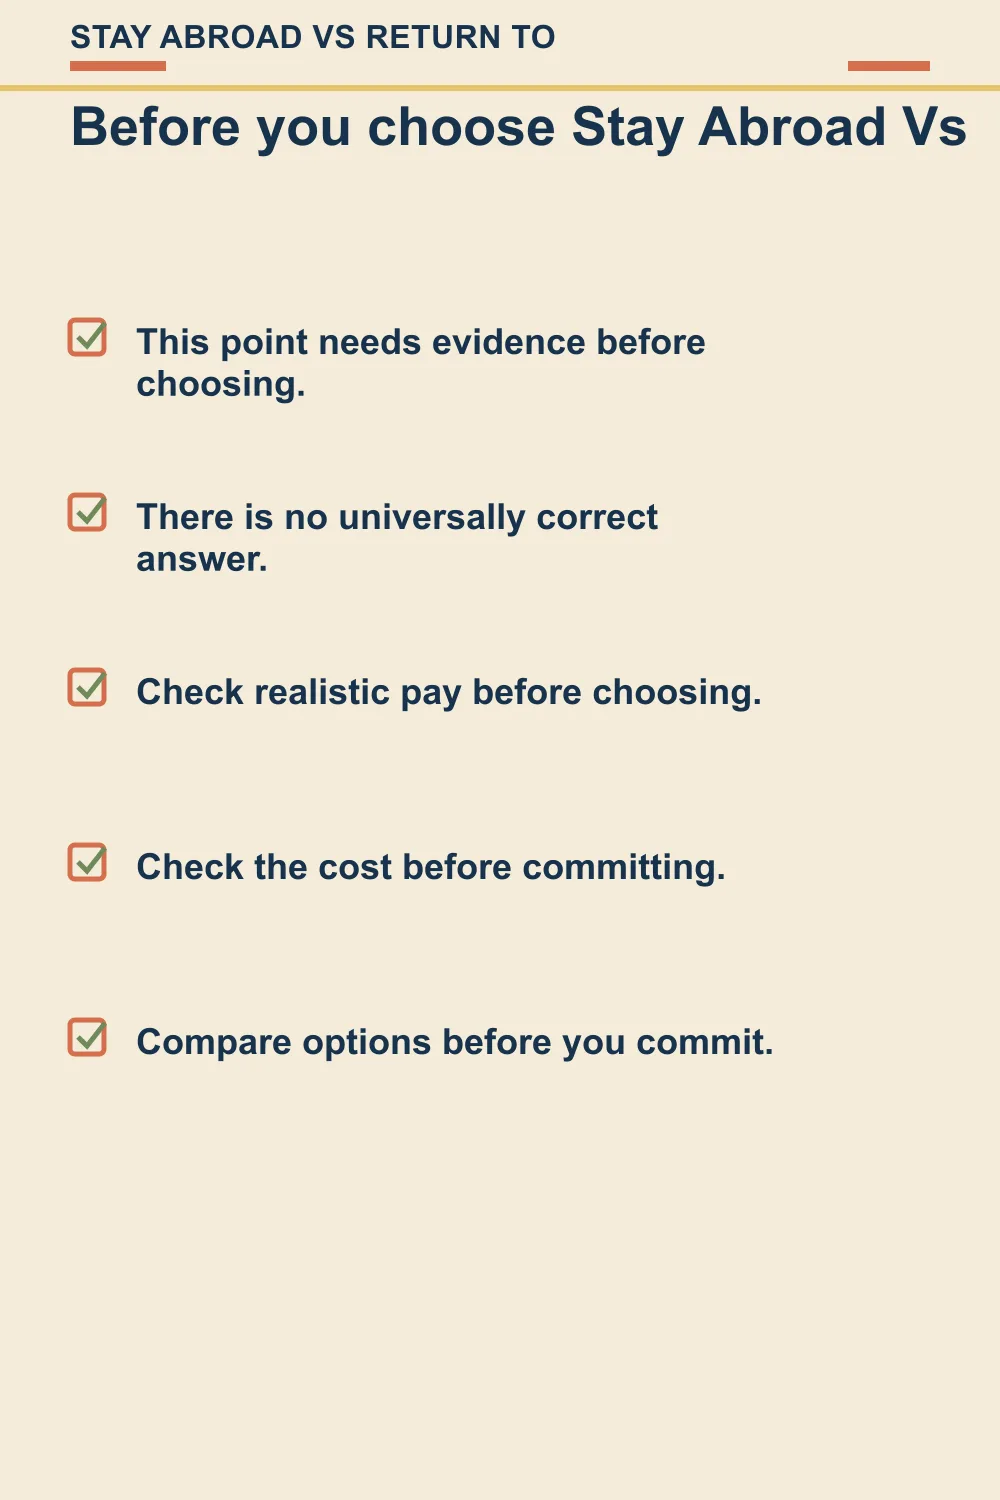 STAY ABROAD VS RETURN TO
Before you choose Stay Abroad Vs
This point needs evidence before
choosing.
There is no universally correct
answer.
Check realistic pay before choosing.
Check the cost before committing.
Compare options before you commit.